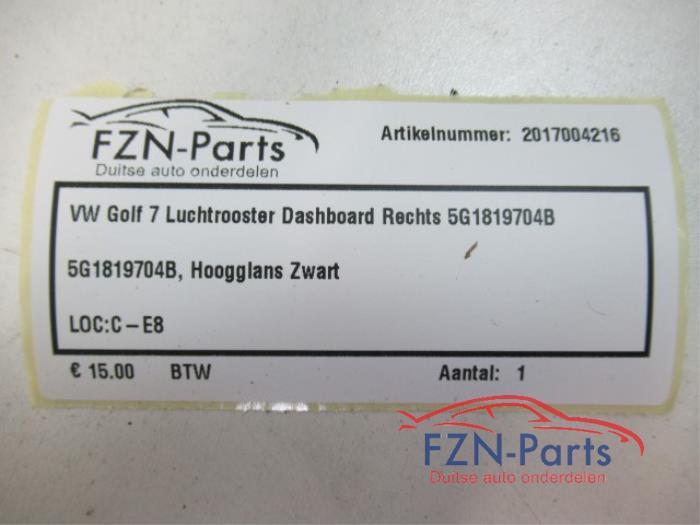 FZN-Parts
Duitse auto onderdelen
Artikelnummer: 2017004216
VW Golf 7 Luchtrooster Dashboard Rechts 5G1819704B
5G1819704B, Hoogglans Zwart
LOC:C-E8
€ 15.00 BTW Aantal: 1
FZN-Parts
Duitse auto onderdelen